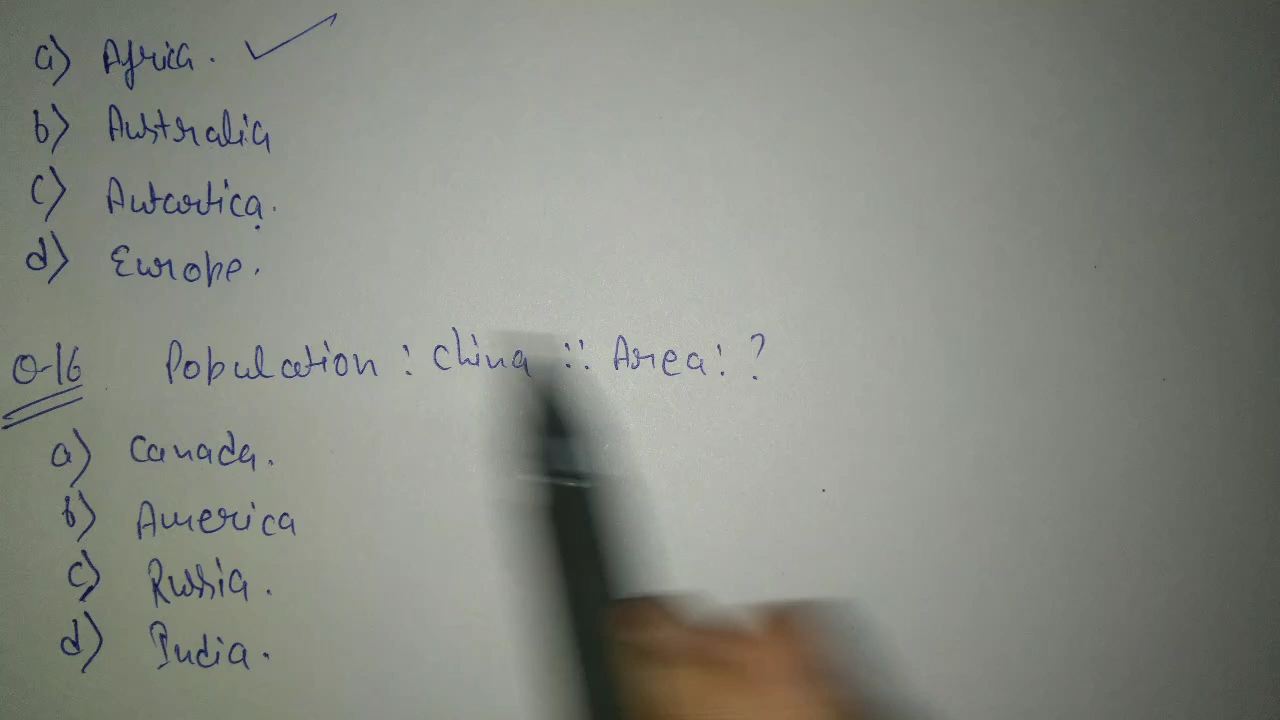 a) Africa.
b) Australia
c) Antartica.
d) Europe.
Q-16 Population : China :: Area : ?
a) Canada.
b) America
c) Russia.
d) India.